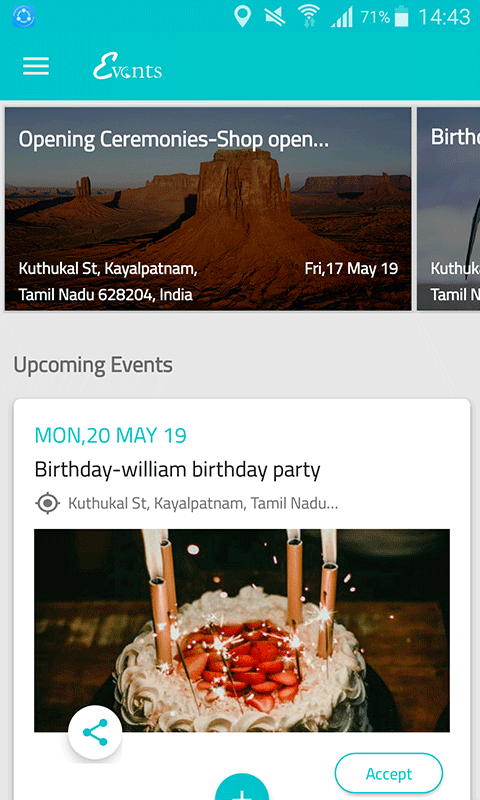 71% 14:43
Events
Opening Ceremonies-Shop open...
Kuthukal St, Kayalpatnam,
Tamil Nadu 628204, India
Fri,17 May 19
Birth
Kuthuk
Tamil N
Upcoming Events
MON,20 MAY 19
Birthday-william birthday party
Kuthukal St, Kayalpatnam, Tamil Nadu...
Accept